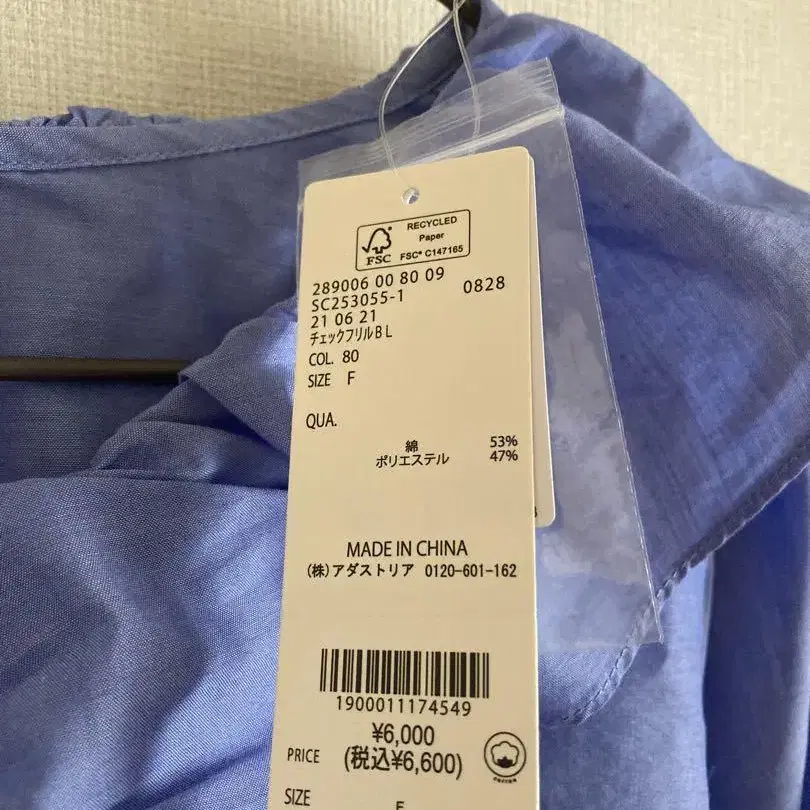 RECYCLED
Paper
FSC
FSC® C147165
289006 00 80 09
SC253055-1 0828
21 06 21
チェックフリルBL
COL. 80
SIZE F
QUA.
綿 53%
ポリエステル 47%
MADE IN CHINA
(株)アダストリア 0120-601-162
1900011174549
¥6,000
PRICE (税込¥6,600)
SIZE F